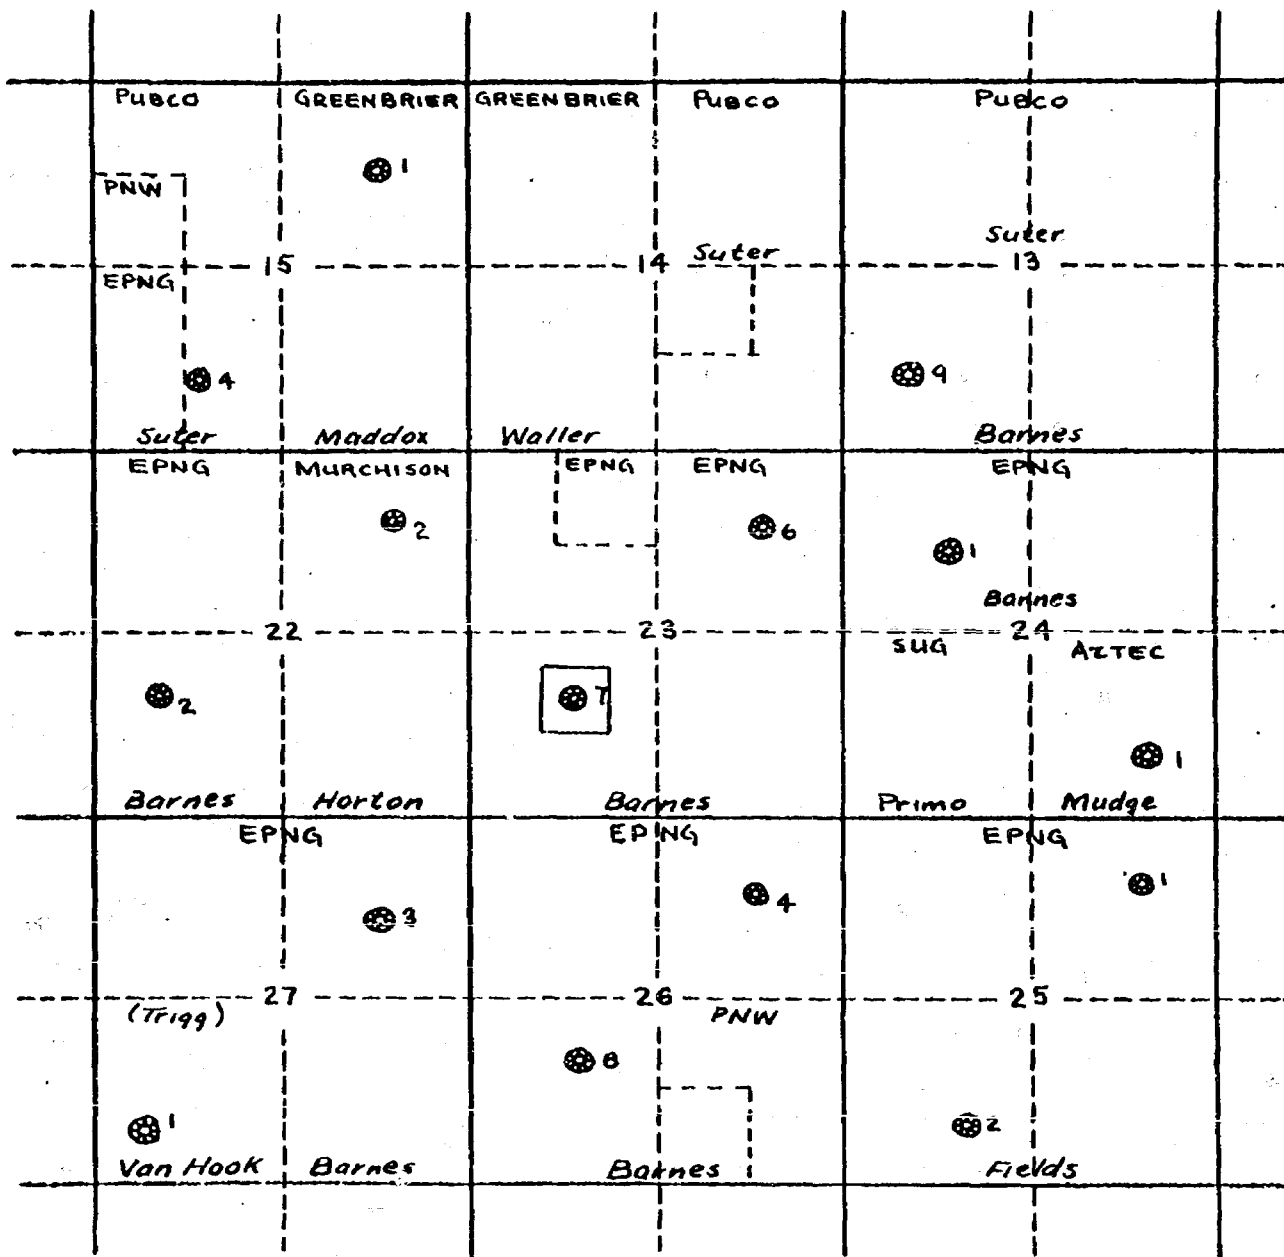 PUBCO GREENBRIER GREENBRIER PUBCO PUBCO
1
PNW
Suter Suter
15 14 13
EPNG
4 9
Suter Maddox Waller Barnes
EPNG MURCHISON EPNG EPNG EPNG
2 6 1
Barnes
22 23 24
SUG AZTEC
2 7 1
Barnes Horton Barnes Primo Mudge
EPNG EPNG EPNG
3 4 1
27 26 25
(Trigg) PNW
8
1 2
Van Hook Barnes Barnes Fields